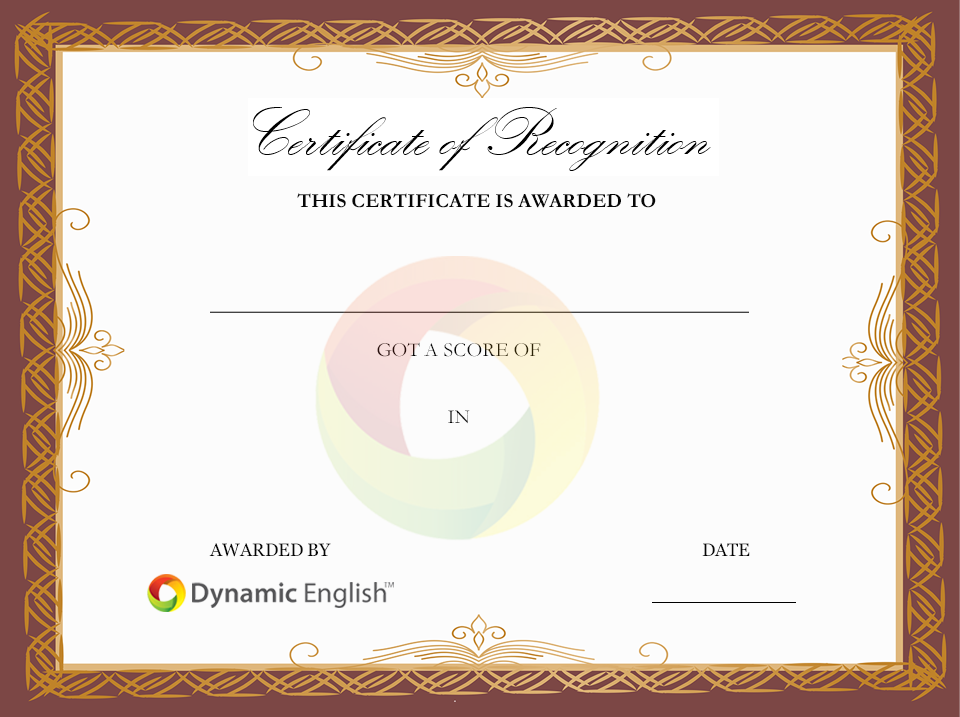 Certificate of Recognition
THIS CERTIFICATE IS AWARDED TO
GOT A SCORE OF
IN
AWARDED BY
DATE
Dynamic English™